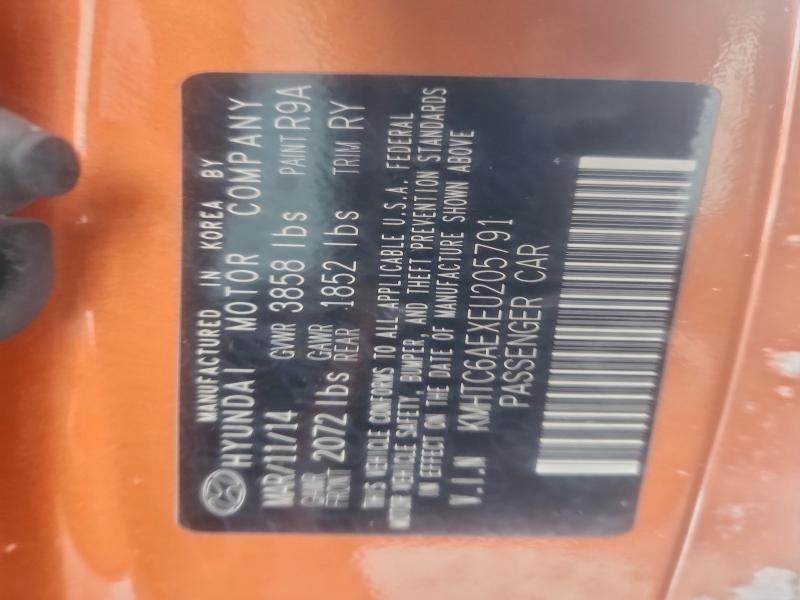 MANUFACTURED IN KOREA BY
HYUNDAI MOTOR COMPANY
MAR/11/14 GVWR 3858 lbs PAINT R9A
GAWR FRONT 2072 lbs GAWR REAR 1852 lbs TRIM RY
THIS VEHICLE CONFORMS TO ALL APPLICABLE U.S.A. FEDERAL
MOTOR VEHICLE SAFETY, BUMPER, AND THEFT PREVENTION STANDARDS
IN EFFECT ON THE DATE OF MANUFACTURE SHOWN ABOVE
V.I.N KMHTC6AEXEU205791
PASSENGER CAR